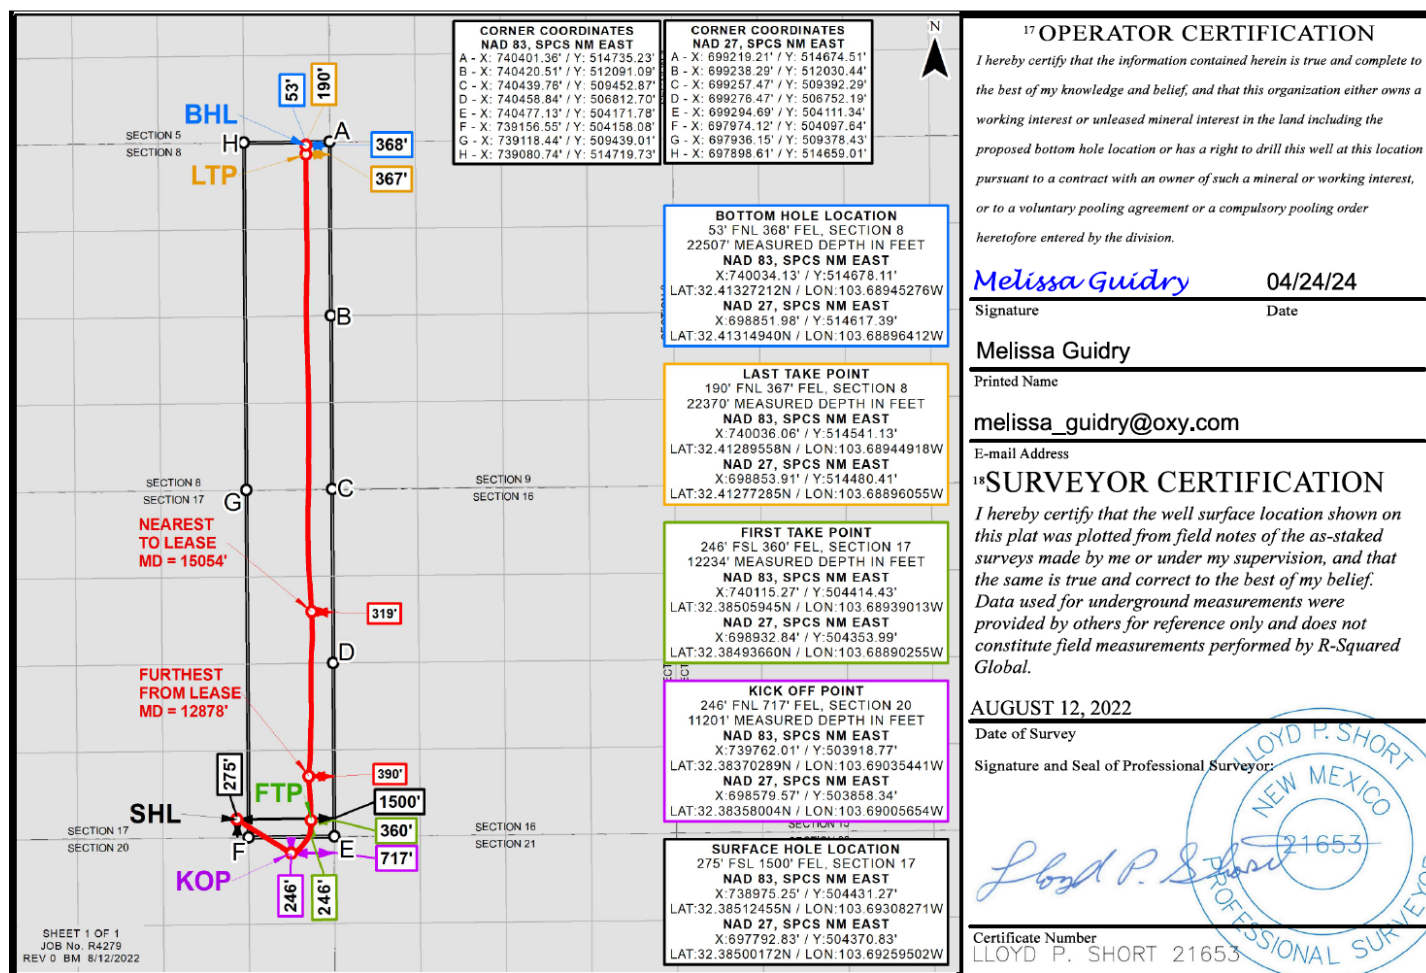 CORNER COORDINATES
NAD 83, SPCS NM EAST
A - X: 740401.36' / Y: 514735.23'
B - X: 740420.51' / Y: 512091.09'
C - X: 740439.76' / Y: 509452.87'
D - X: 740458.84' / Y: 506812.70'
E - X: 740477.13' / Y: 504171.78'
F - X: 739156.55' / Y: 504158.08'
G - X: 739118.44' / Y: 509439.01'
H - X: 739080.74' / Y: 514719.73'
CORNER COORDINATES
NAD 27, SPCS NM EAST
A - X: 699219.21' / Y: 514674.51'
B - X: 699238.29' / Y: 512030.44'
C - X: 699257.47' / Y: 509392.29'
D - X: 699276.47' / Y: 506752.19'
E - X: 699294.69' / Y: 504111.34'
F - X: 697974.12' / Y: 504097.64'
G - X: 697936.15' / Y: 509378.43'
H - X: 697898.61' / Y: 514659.01'
N
53'
190'
BHL
SECTION 5
SECTION 8
H
A
368'
LTP
367'
B
SECTION 8
SECTION 17
G
C
SECTION 9
SECTION 16
NEAREST
TO LEASE
MD = 15054'
319'
D
FURTHEST
FROM LEASE
MD = 12878'
390'
275'
FTP
1500'
SHL
360'
SECTION 17
SECTION 20
F
E
SECTION 16
SECTION 21
717'
KOP
246'
246'
SHEET 1 OF 1
JOB No. R4279
REV 0 BM 8/12/2022
BOTTOM HOLE LOCATION
53' FNL 368' FEL, SECTION 8
22507' MEASURED DEPTH IN FEET
NAD 83, SPCS NM EAST
X:740034.13' / Y:514678.11'
LAT:32.41327212N / LON:103.68945276W
NAD 27, SPCS NM EAST
X:698851.98' / Y:514617.39'
LAT:32.41314940N / LON:103.68896412W
LAST TAKE POINT
190' FNL 367' FEL, SECTION 8
22370' MEASURED DEPTH IN FEET
NAD 83, SPCS NM EAST
X:740036.06' / Y:514541.13'
LAT:32.41289558N / LON:103.68944918W
NAD 27, SPCS NM EAST
X:698853.91' / Y:514480.41'
LAT:32.41277285N / LON:103.68896055W
FIRST TAKE POINT
246' FSL 360' FEL, SECTION 17
12234' MEASURED DEPTH IN FEET
NAD 83, SPCS NM EAST
X:740115.27' / Y:504414.43'
LAT:32.38505945N / LON:103.68939013W
NAD 27, SPCS NM EAST
X:698932.84' / Y:504353.99'
LAT:32.38493660N / LON:103.68890255W
KICK OFF POINT
246' FNL 717' FEL, SECTION 20
11201' MEASURED DEPTH IN FEET
NAD 83, SPCS NM EAST
X:739762.01' / Y:503918.77'
LAT:32.38370289N / LON:103.69035441W
NAD 27, SPCS NM EAST
X:698579.57' / Y:503858.34'
LAT:32.38358004N / LON:103.69005654W
SURFACE HOLE LOCATION
275' FSL 1500' FEL, SECTION 17
NAD 83, SPCS NM EAST
X:738975.25' / Y:504431.27'
LAT:32.38512455N / LON:103.69308271W
NAD 27, SPCS NM EAST
X:697792.83' / Y:504370.83'
LAT:32.38500172N / LON:103.69259502W
17 OPERATOR CERTIFICATION
I hereby certify that the information contained herein is true and complete to
the best of my knowledge and belief, and that this organization either owns a
working interest or unleased mineral interest in the land including the
proposed bottom hole location or has a right to drill this well at this location
pursuant to a contract with an owner of such a mineral or working interest,
or to a voluntary pooling agreement or a compulsory pooling order
heretofore entered by the division.
Melissa Guidry 04/24/24
Signature Date
Melissa Guidry
Printed Name
melissa_guidry@oxy.com
E-mail Address
18 SURVEYOR CERTIFICATION
I hereby certify that the well surface location shown on
this plat was plotted from field notes of the as-staked
surveys made by me or under my supervision, and that
the same is true and correct to the best of my belief.
Data used for underground measurements were
provided by others for reference only and does not
constitute field measurements performed by R-Squared
Global.
AUGUST 12, 2022
Date of Survey
Signature and Seal of Professional Surveyor:
LLOYD P. SHORT
NEW MEXICO
21653
PROFESSIONAL SURVEYOR
Lloyd P. Short
Certificate Number
LLOYD P. SHORT 21653